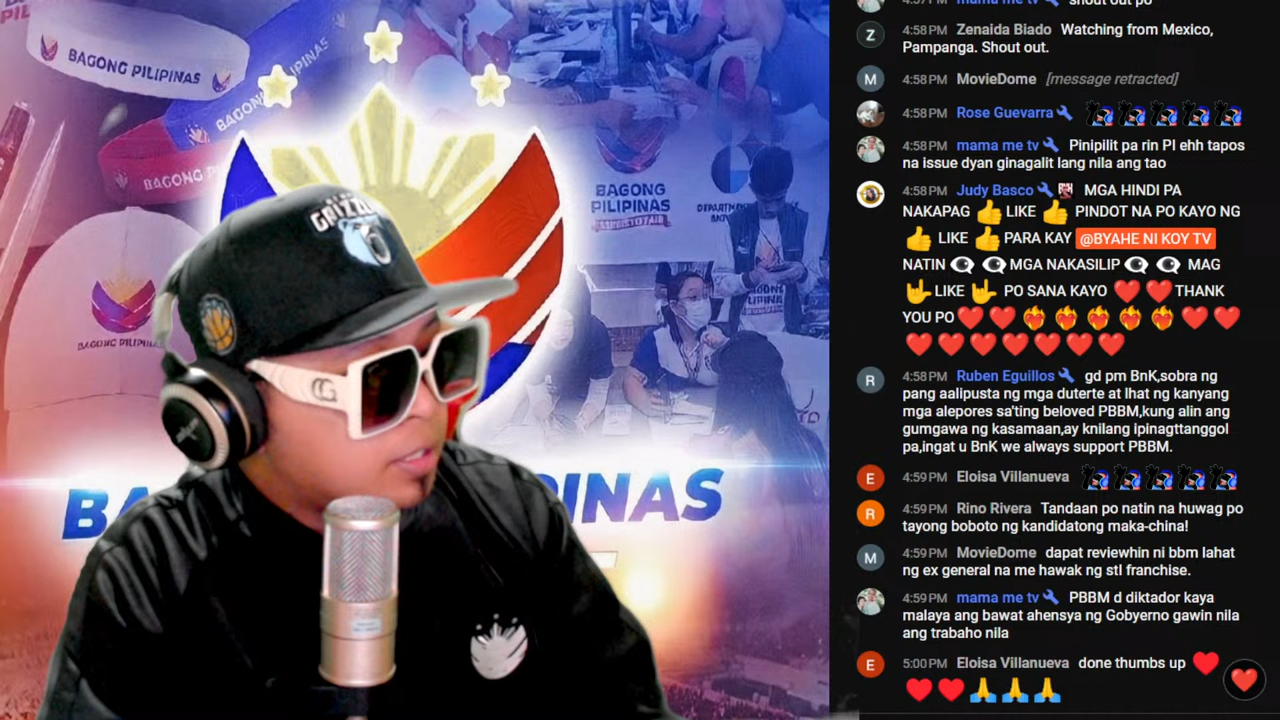 BAGONG PILIPINAS
BAGONG PILIPINAS
BAGONG
PILIPINAS
BAGONG PILIPINAS
GRIZZLIES
4:57 PM mama me tv shout out po
4:58 PM Zenaida Biado Watching from Mexico,
Pampanga. Shout out.
4:58 PM MovieDome [message retracted]
4:58 PM Rose Guevarra
4:58 PM mama me tv Pinipilit pa rin PI ehh tapos
na issue dyan ginagalit lang nila ang tao
4:58 PM Judy Basco MGA HINDI PA
NAKAPAG 👍 LIKE 👍 PINDOT NA PO KAYO NG
👍 LIKE 👍 PARA KAY @BYAHE NI KOY TV
NATIN 👁 👁 MGA NAKASILIP 👁 👁 MAG
🤟 LIKE 🤟 PO SANA KAYO ❤️ ❤️ THANK
YOU PO ❤️ ❤️ ❤️‍🔥 ❤️‍🔥 ❤️‍🔥 ❤️‍🔥 ❤️‍🔥 ❤️ ❤️
❤️ ❤️ ❤️ ❤️ ❤️ ❤️ ❤️
4:58 PM Ruben Eguillos gd pm BnK,sobra ng
pang aalipusta ng mga duterte at lhat ng kanyang
mga alepores sa'ting beloved PBBM,kung alin ang
gumgawa ng kasamaan,ay knilang ipinagttanggol
pa,ingat u BnK we always support PBBM.
4:59 PM Eloisa Villanueva
4:59 PM Rino Rivera Tandaan po natin na huwag po
tayong boboto ng kandidatong maka-china!
4:59 PM MovieDome dapat reviewhin ni bbm lahat
ng ex general na me hawak ng stl franchise.
4:59 PM mama me tv PBBM d diktador kaya
malaya ang bawat ahensya ng Gobyerno gawin nila
ang trabaho nila
5:00 PM Eloisa Villanueva done thumbs up ❤️
❤️ ❤️ 🙏 🙏 🙏